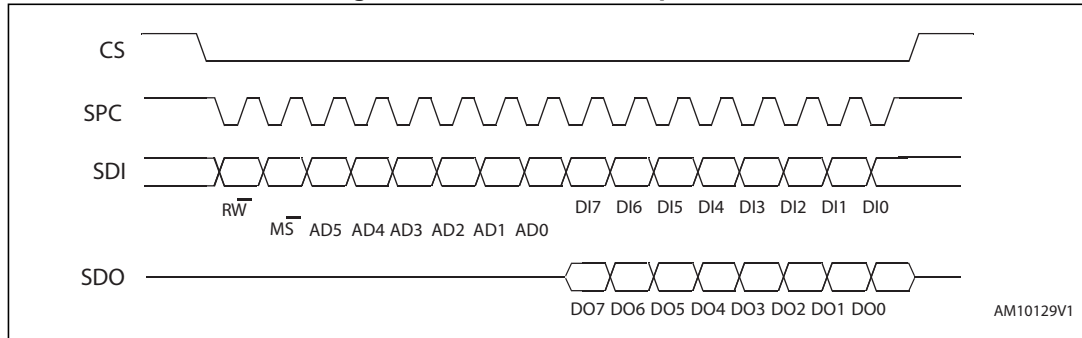 CS
SPC
SDI
RW DI7 DI6 DI5 DI4 DI3 DI2 DI1 DI0
MS AD5 AD4 AD3 AD2 AD1 AD0
SDO
DO7 DO6 DO5 DO4 DO3 DO2 DO1 DO0
AM10129V1